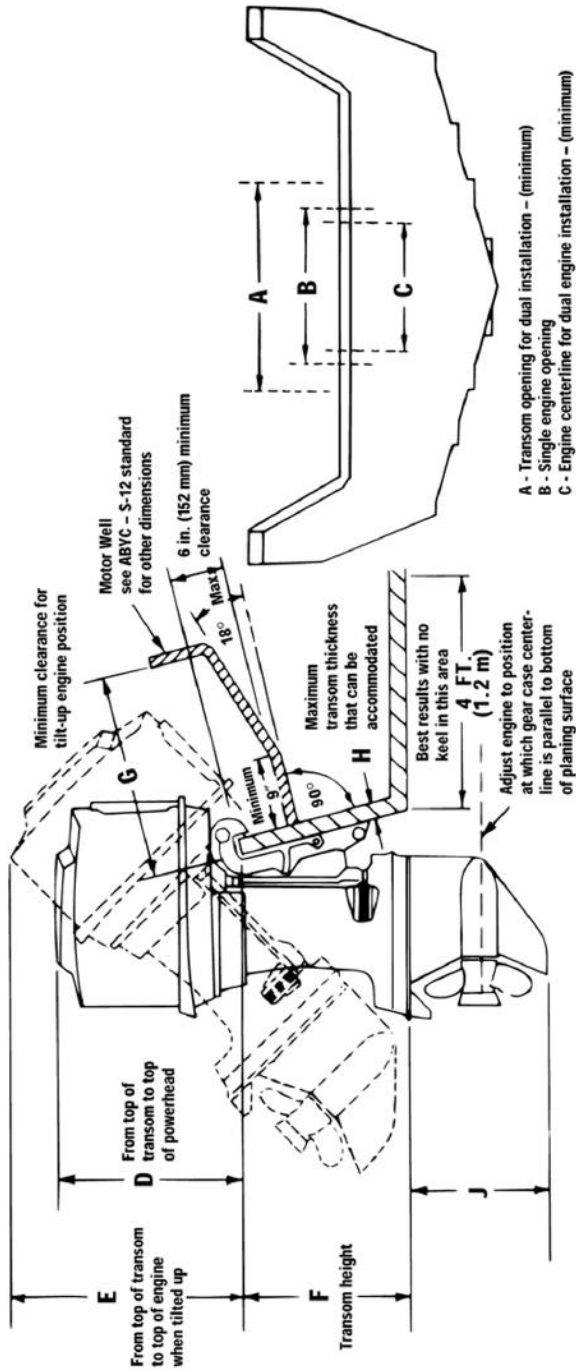 From top of transom
to top of engine
when tilted up
E
D
From top of
transom to top
of powerhead
F
Transom height
J
Minimum clearance for
tilt-up engine position
G
Motor Well
see ABYC – S-12 standard
for other dimensions
6 in. (152 mm) minimum
clearance
18°
Max
Minimum
9"
90°
Maximum
transom thickness
that can be
accommodated
H
Best results with no
keel in this area
4 FT.
(1.2 m)
Adjust engine to position
at which gear case center-
line is parallel to bottom
of planing surface
A
B
C
A - Transom opening for dual installation – (minimum)
B - Single engine opening
C - Engine centerline for dual engine installation – (minimum)